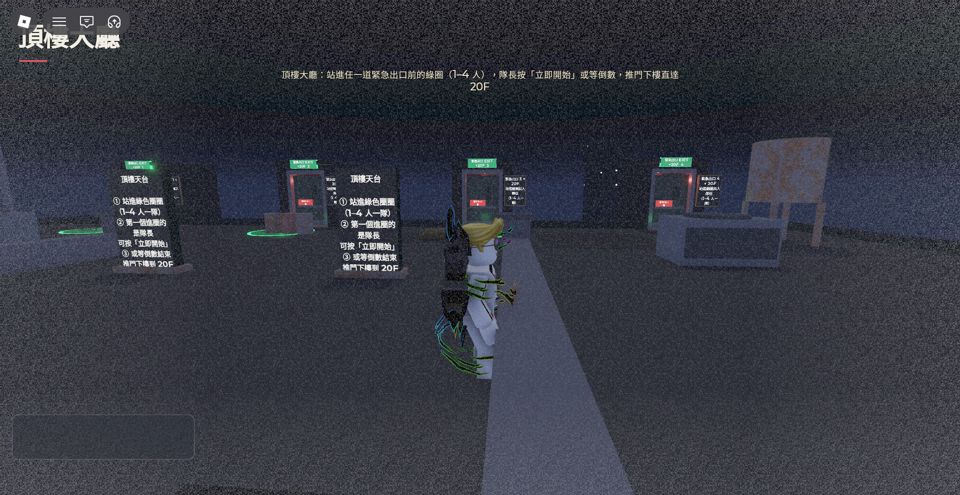 頂樓大廳
頂樓大廳：站進任一道緊急出口前的綠圈（1–4 人），隊長按「立即開始」或等倒數，推門下樓直達
20F
頂樓天台
① 站進綠色圈圈
（1–4 人一隊）
② 第一個進圈的
是隊長
可按「立即開始」
③ 或等倒數結束
推門下樓到 20F
頂樓天台
① 站進綠色圈圈
（1–4 人一隊）
② 第一個進圈的
是隊長
可按「立即開始」
③ 或等倒數結束
推門下樓到 20F